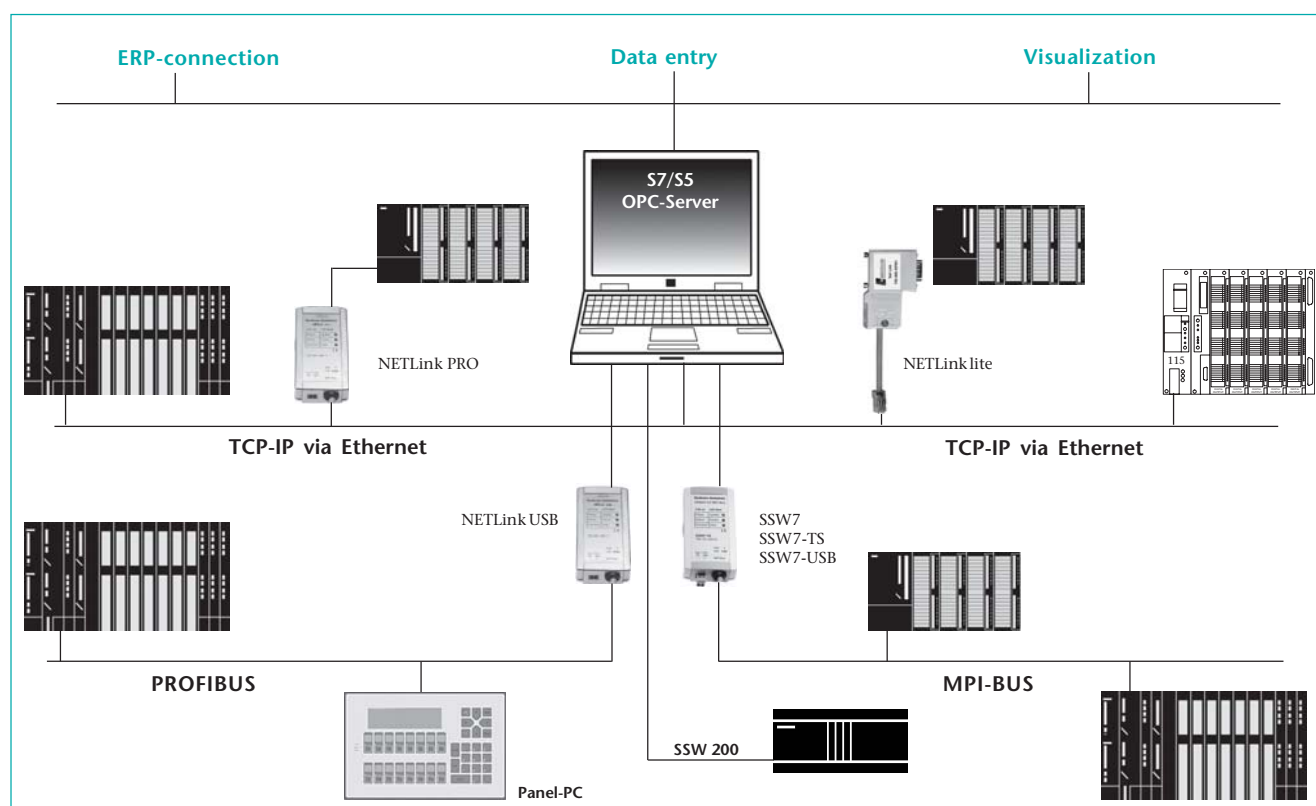 ERP-connection
Data entry
Visualization
S7/S5
OPC-Server
NETLink PRO
NETLink lite
115
TCP-IP via Ethernet
TCP-IP via Ethernet
NETLink USB
SSW7
SSW7-TS
SSW7-USB
PROFIBUS
MPI-BUS
SSW 200
Panel-PC